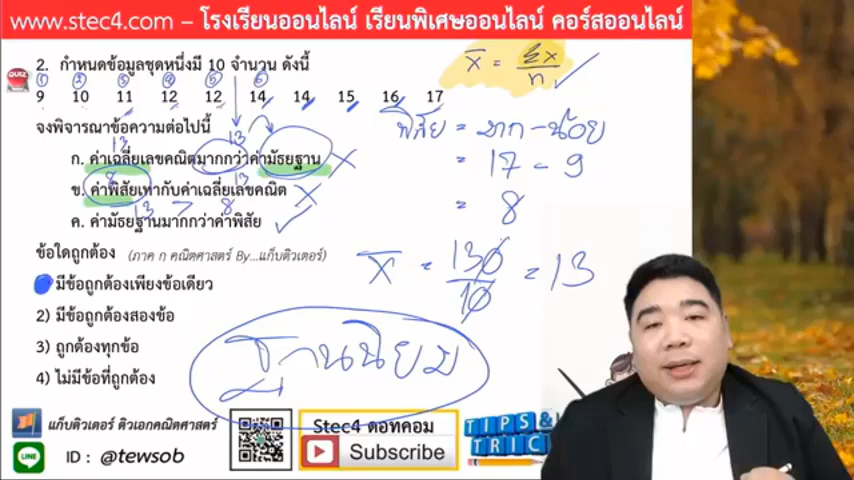 www.stec4.com – โรงเรียนออนไลน์ เรียนพิเศษออนไลน์ คอร์สออนไลน์
QUIZ
2. กำหนดข้อมูลชุดหนึ่งมี 10 จำนวน ดังนี้
x̄ = Σx/n ✓
① ② ③ ④ ⑤ ⑥
9 10 11 12 12 14 14 15 16 17
จงพิจารณาข้อความต่อไปนี้
พิสัย = มาก - น้อย
13 13
ก. ค่าเฉลี่ยเลขคณิตมากกว่าค่ามัธยฐาน ✗
= 17 - 9
8 13
ข. ค่าพิสัยเท่ากับค่าเฉลี่ยเลขคณิต ✗
= 8
13 > 8
ค. ค่ามัธยฐานมากกว่าค่าพิสัย ✓
ข้อใดถูกต้อง (ภาค ก คณิตศาสตร์ By...แก็บติวเตอร์)
x̄ = 130/10 = 13
มีข้อถูกต้องเพียงข้อเดียว
2) มีข้อถูกต้องสองข้อ
3) ถูกต้องทุกข้อ
4) ไม่มีข้อที่ถูกต้อง
ฐานนิยม
แก็บติวเตอร์ ติวเอกคณิตศาสตร์
LINE ID : @tewsob
Stec4 ดอทคอม
Subscribe
TIPS &
TRIC